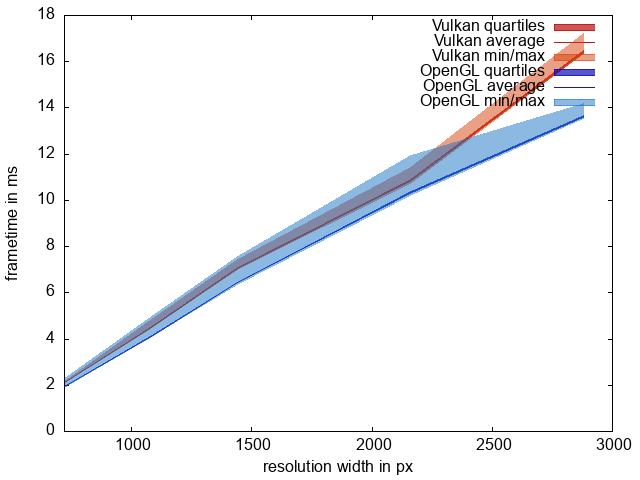 18
16
14
12
10
8
6
4
2
0
frametime in ms
Vulkan quartiles
Vulkan average
Vulkan min/max
OpenGL quartiles
OpenGL average
OpenGL min/max
1000 1500 2000 2500 3000
resolution width in px